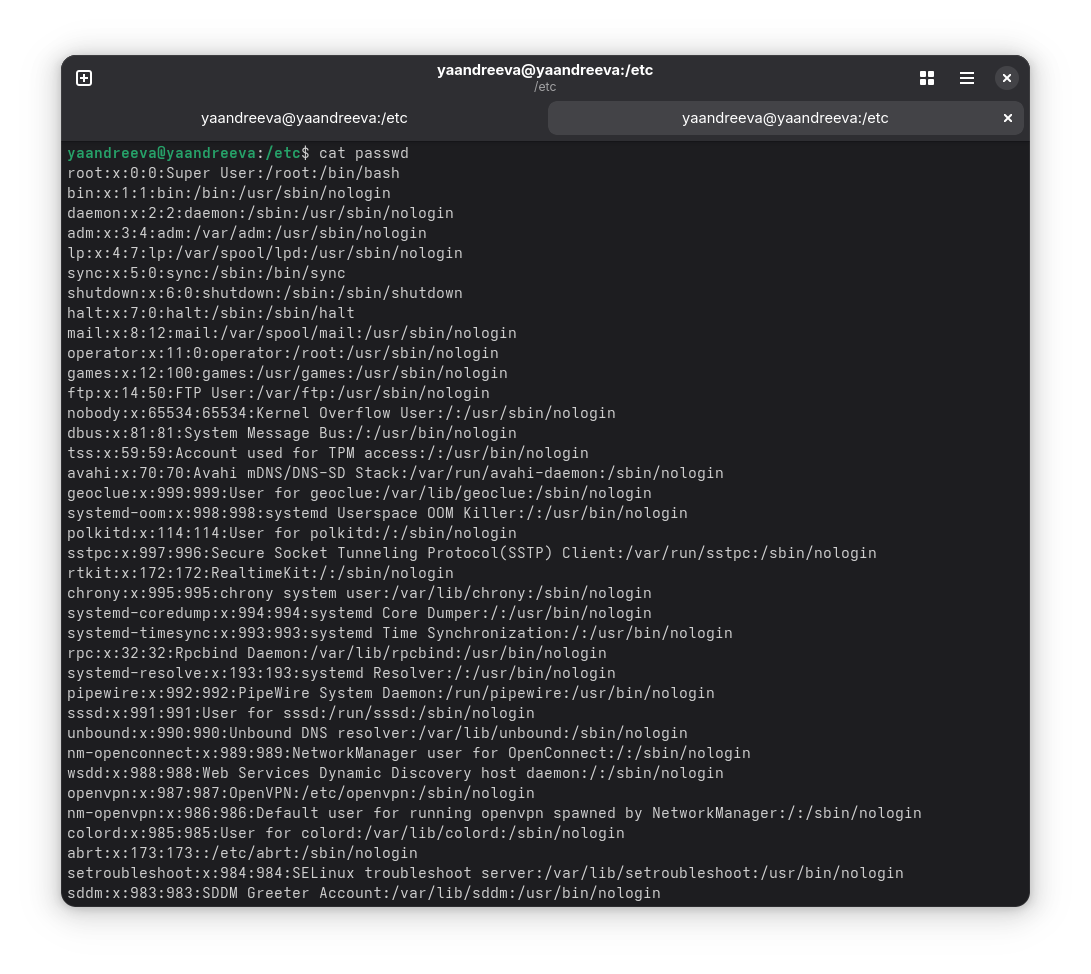 yaandreeva@yaandreeva:/etc
/etc
yaandreeva@yaandreeva:/etc yaandreeva@yaandreeva:/etc
yaandreeva@yaandreeva:/etc$ cat passwd
root:x:0:0:Super User:/root:/bin/bash
bin:x:1:1:bin:/bin:/usr/sbin/nologin
daemon:x:2:2:daemon:/sbin:/usr/sbin/nologin
adm:x:3:4:adm:/var/adm:/usr/sbin/nologin
lp:x:4:7:lp:/var/spool/lpd:/usr/sbin/nologin
sync:x:5:0:sync:/sbin:/bin/sync
shutdown:x:6:0:shutdown:/sbin:/sbin/shutdown
halt:x:7:0:halt:/sbin:/sbin/halt
mail:x:8:12:mail:/var/spool/mail:/usr/sbin/nologin
operator:x:11:0:operator:/root:/usr/sbin/nologin
games:x:12:100:games:/usr/games:/usr/sbin/nologin
ftp:x:14:50:FTP User:/var/ftp:/usr/sbin/nologin
nobody:x:65534:65534:Kernel Overflow User:/:/usr/sbin/nologin
dbus:x:81:81:System Message Bus:/:/usr/bin/nologin
tss:x:59:59:Account used for TPM access:/:/usr/bin/nologin
avahi:x:70:70:Avahi mDNS/DNS-SD Stack:/var/run/avahi-daemon:/sbin/nologin
geoclue:x:999:999:User for geoclue:/var/lib/geoclue:/sbin/nologin
systemd-oom:x:998:998:systemd Userspace OOM Killer:/:/usr/bin/nologin
polkitd:x:114:114:User for polkitd:/:/sbin/nologin
sstpc:x:997:996:Secure Socket Tunneling Protocol(SSTP) Client:/var/run/sstpc:/sbin/nologin
rtkit:x:172:172:RealtimeKit:/:/sbin/nologin
chrony:x:995:995:chrony system user:/var/lib/chrony:/sbin/nologin
systemd-coredump:x:994:994:systemd Core Dumper:/:/usr/bin/nologin
systemd-timesync:x:993:993:systemd Time Synchronization:/:/usr/bin/nologin
rpc:x:32:32:Rpcbind Daemon:/var/lib/rpcbind:/usr/bin/nologin
systemd-resolve:x:193:193:systemd Resolver:/:/usr/bin/nologin
pipewire:x:992:992:PipeWire System Daemon:/run/pipewire:/usr/bin/nologin
sssd:x:991:991:User for sssd:/run/sssd:/sbin/nologin
unbound:x:990:990:Unbound DNS resolver:/var/lib/unbound:/sbin/nologin
nm-openconnect:x:989:989:NetworkManager user for OpenConnect:/:/sbin/nologin
wsdd:x:988:988:Web Services Dynamic Discovery host daemon:/:/sbin/nologin
openvpn:x:987:987:OpenVPN:/etc/openvpn:/sbin/nologin
nm-openvpn:x:986:986:Default user for running openvpn spawned by NetworkManager:/:/sbin/nologin
colord:x:985:985:User for colord:/var/lib/colord:/sbin/nologin
abrt:x:173:173::/etc/abrt:/sbin/nologin
setroubleshoot:x:984:984:SELinux troubleshoot server:/var/lib/setroubleshoot:/usr/bin/nologin
sddm:x:983:983:SDDM Greeter Account:/var/lib/sddm:/usr/bin/nologin